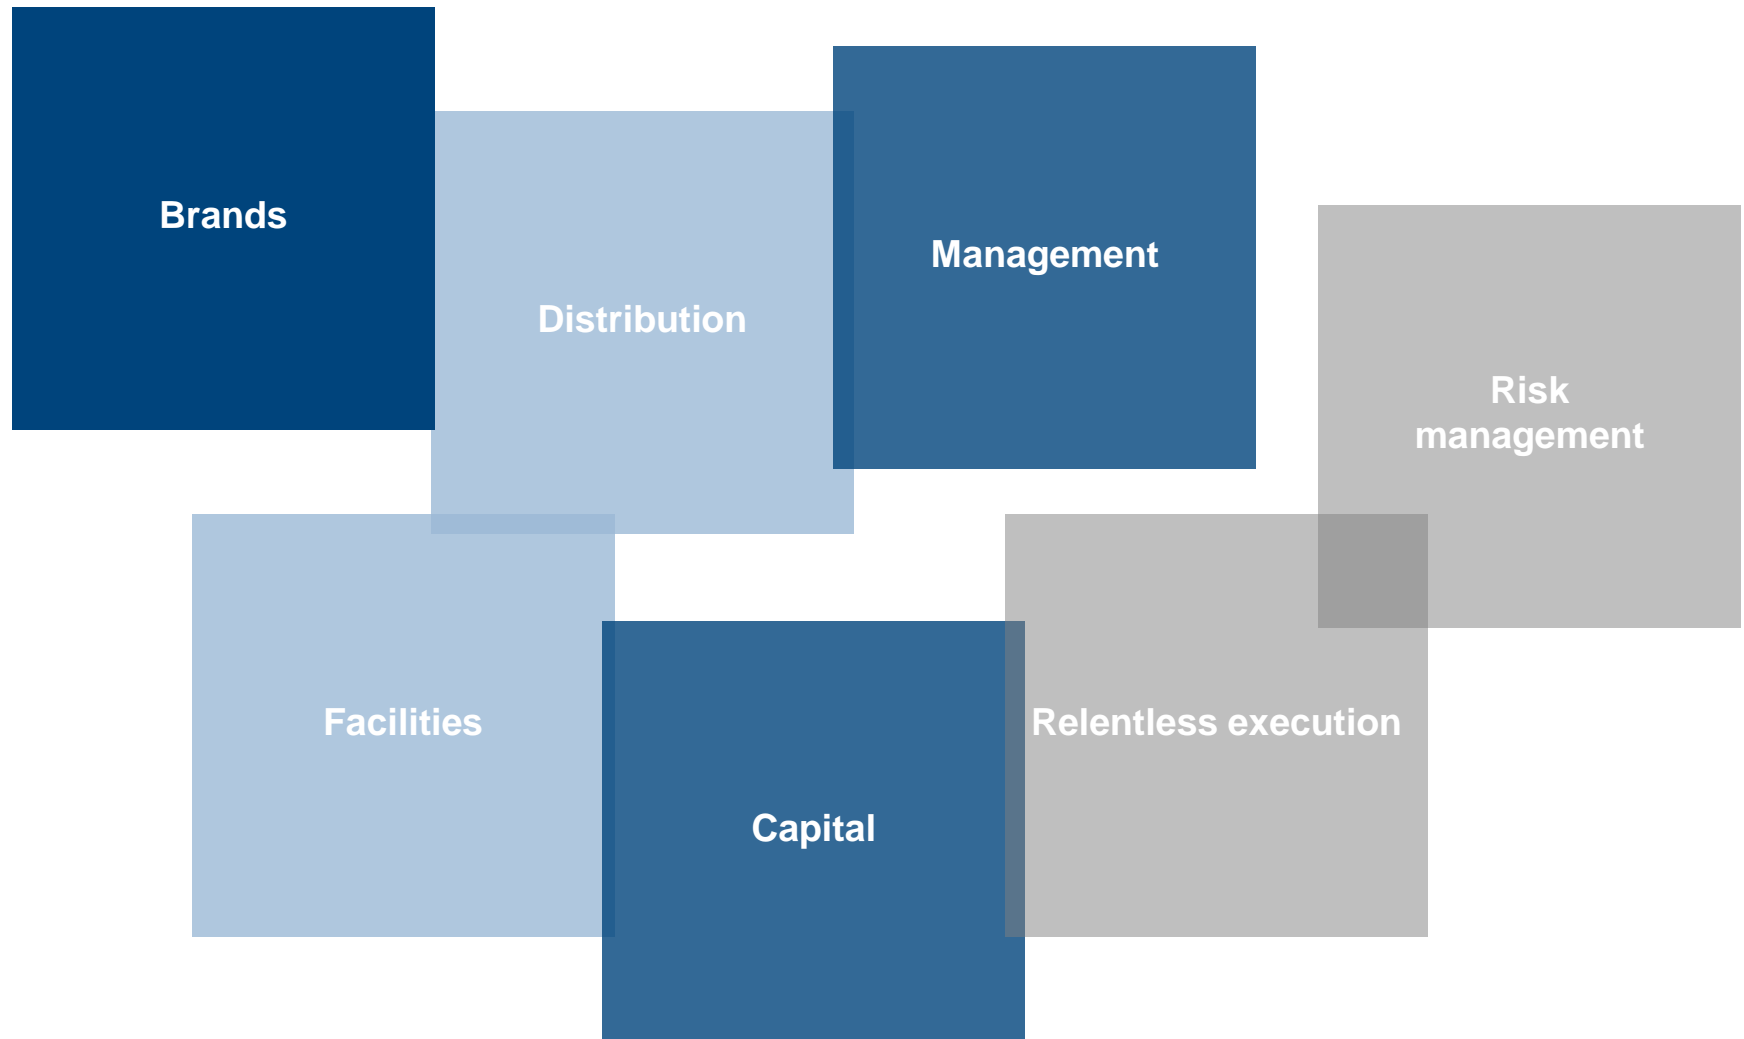 Brands
Distribution
Management
Risk
management
Facilities
Capital
Relentless execution